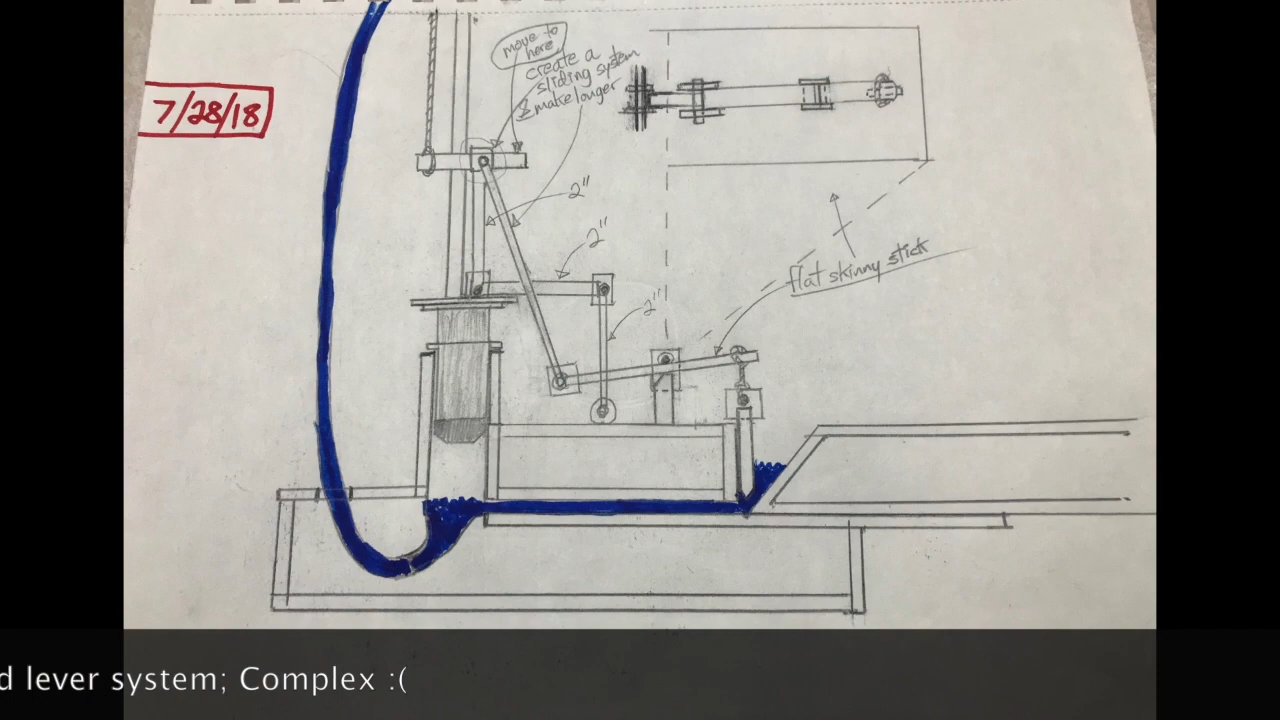 7/28/18
move to
here
create a
sliding system
& make longer
2"
2"
2"
flat skinny stick
d lever system; Complex :(